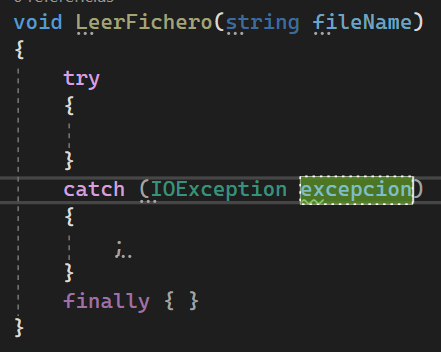 void LeerFichero(string fileName)
{
try
{
}
catch (IOException excepcion)
{
;
}
finally { }
}